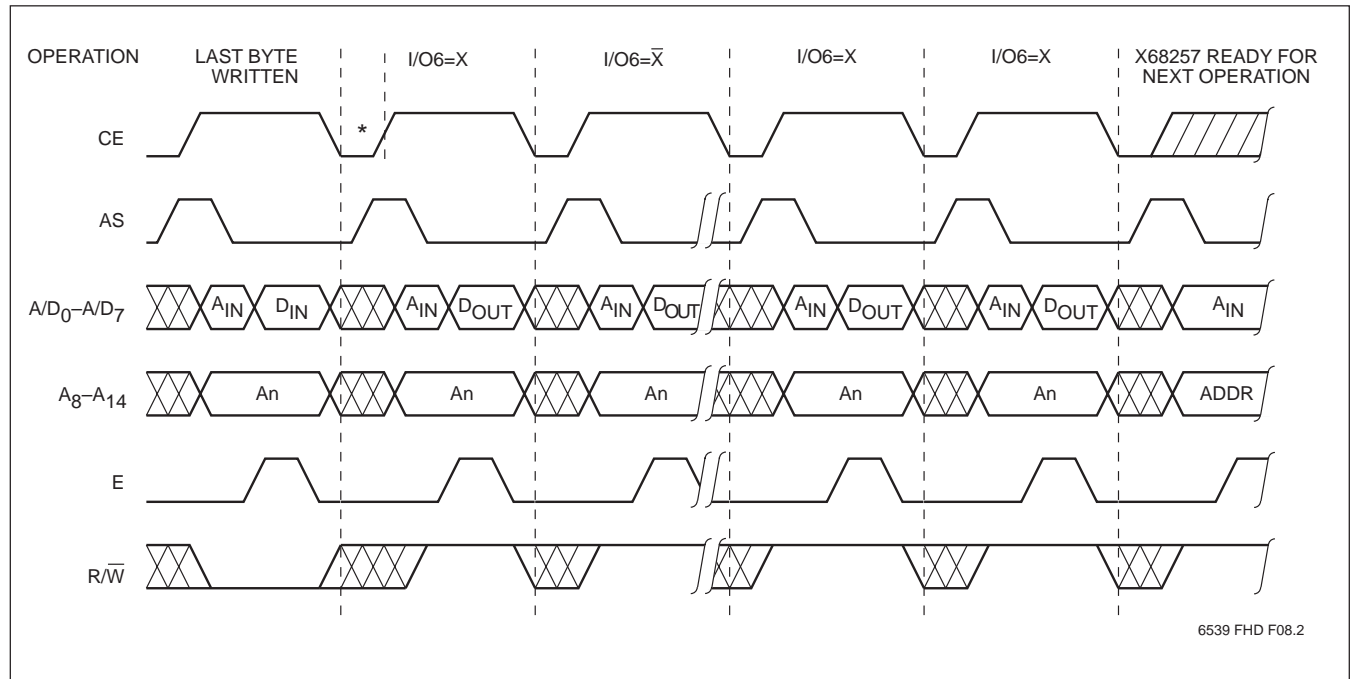 OPERATION LAST BYTE WRITTEN I/O6=X I/O6=X̅ I/O6=X I/O6=X X68257 READY FOR NEXT OPERATION
CE *
AS
A/D0–A/D7 AIN DIN AIN DOUT AIN DOUT AIN DOUT AIN DOUT AIN
A8–A14 An An An An An ADDR
E
R/W̅
6539 FHD F08.2